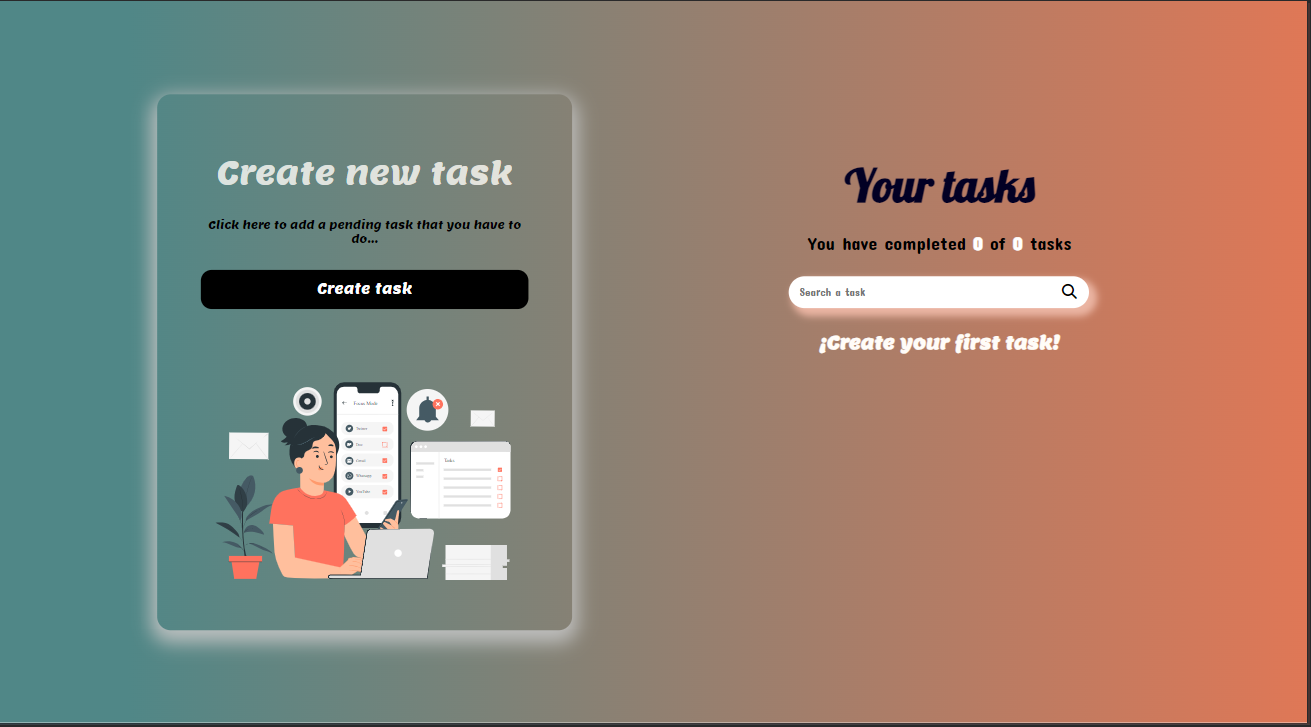 Create new task
Click here to add a pending task that you have to
do...
Create task
Your tasks
You have completed 0 of 0 tasks
Search a task
¡Create your first task!
Focus Mode
Twitter
Gmail
Whatsapp
YouTube
Tasks